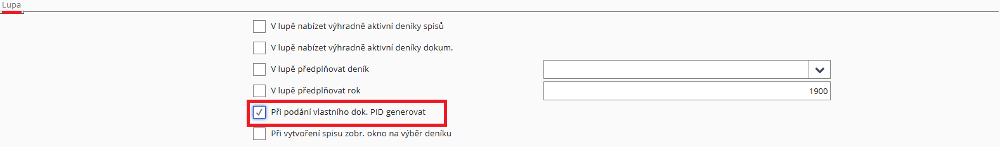 Lupa
V lupě nabízet výhradně aktivní deníky spisů
V lupě nabízet výhradně aktivní deníky dokum.
V lupě předplňovat deník
V lupě předplňovat rok
1900
Při podání vlastního dok. PID generovat
Při vytvoření spisu zobr. okno na výběr deníku